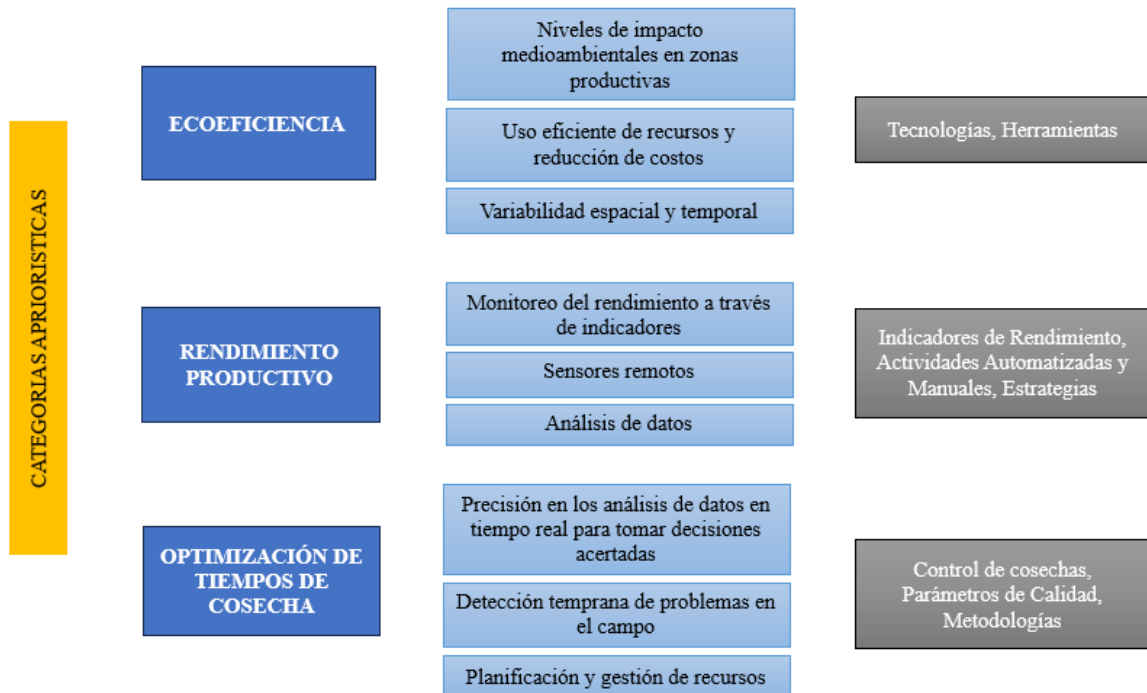 CATEGORIAS APRIORISTICAS
ECOEFICIENCIA
Niveles de impacto
medioambientales en zonas
productivas
Uso eficiente de recursos y
reducción de costos
Variabilidad espacial y temporal
Tecnologías, Herramientas
RENDIMIENTO
PRODUCTIVO
Monitoreo del rendimiento a través
de indicadores
Sensores remotos
Análisis de datos
Indicadores de Rendimiento,
Actividades Automatizadas y
Manuales, Estrategias
OPTIMIZACIÓN DE
TIEMPOS DE
COSECHA
Precisión en los análisis de datos en
tiempo real para tomar decisiones
acertadas
Detección temprana de problemas en
el campo
Planificación y gestión de recursos
Control de cosechas,
Parámetros de Calidad,
Metodologías